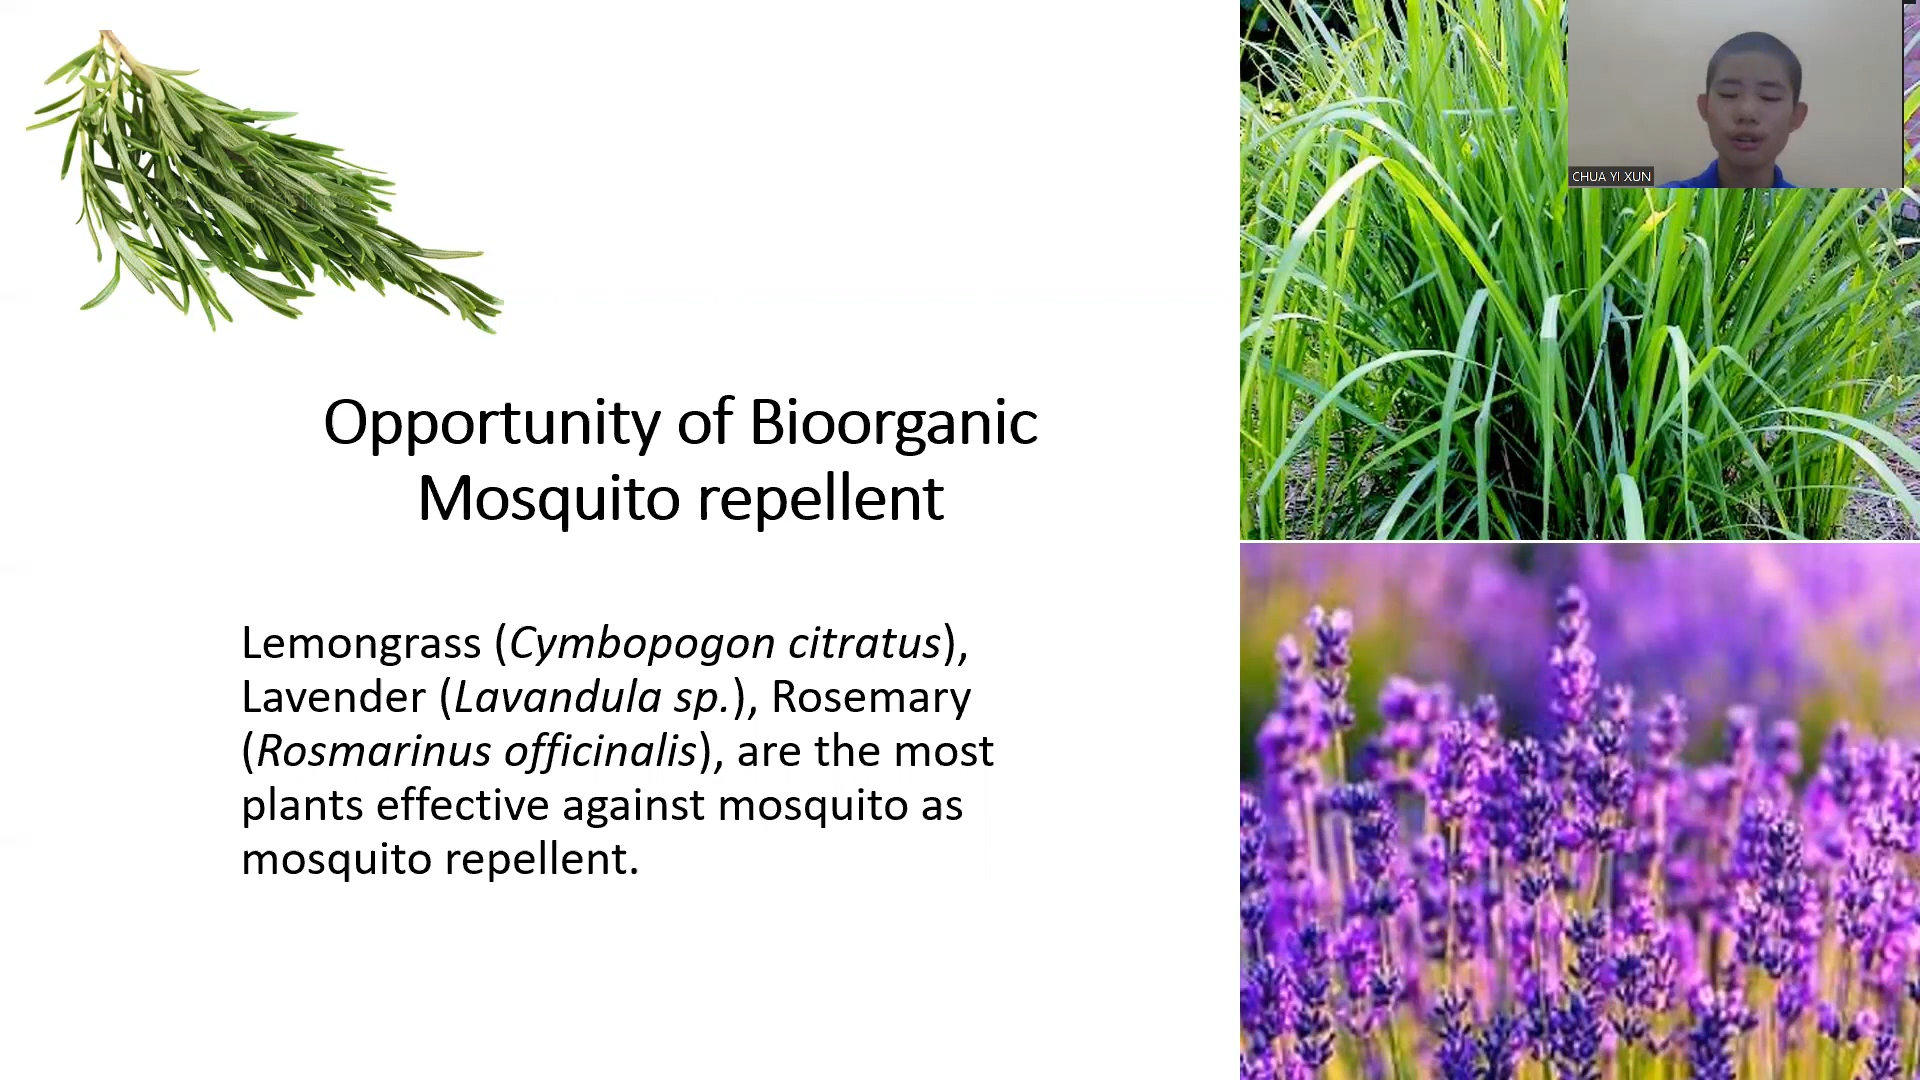 CHUA YI XUN
Opportunity of Bioorganic
Mosquito repellent
Lemongrass (Cymbopogon citratus),
Lavender (Lavandula sp.), Rosemary
(Rosmarinus officinalis), are the most
plants effective against mosquito as
mosquito repellent.